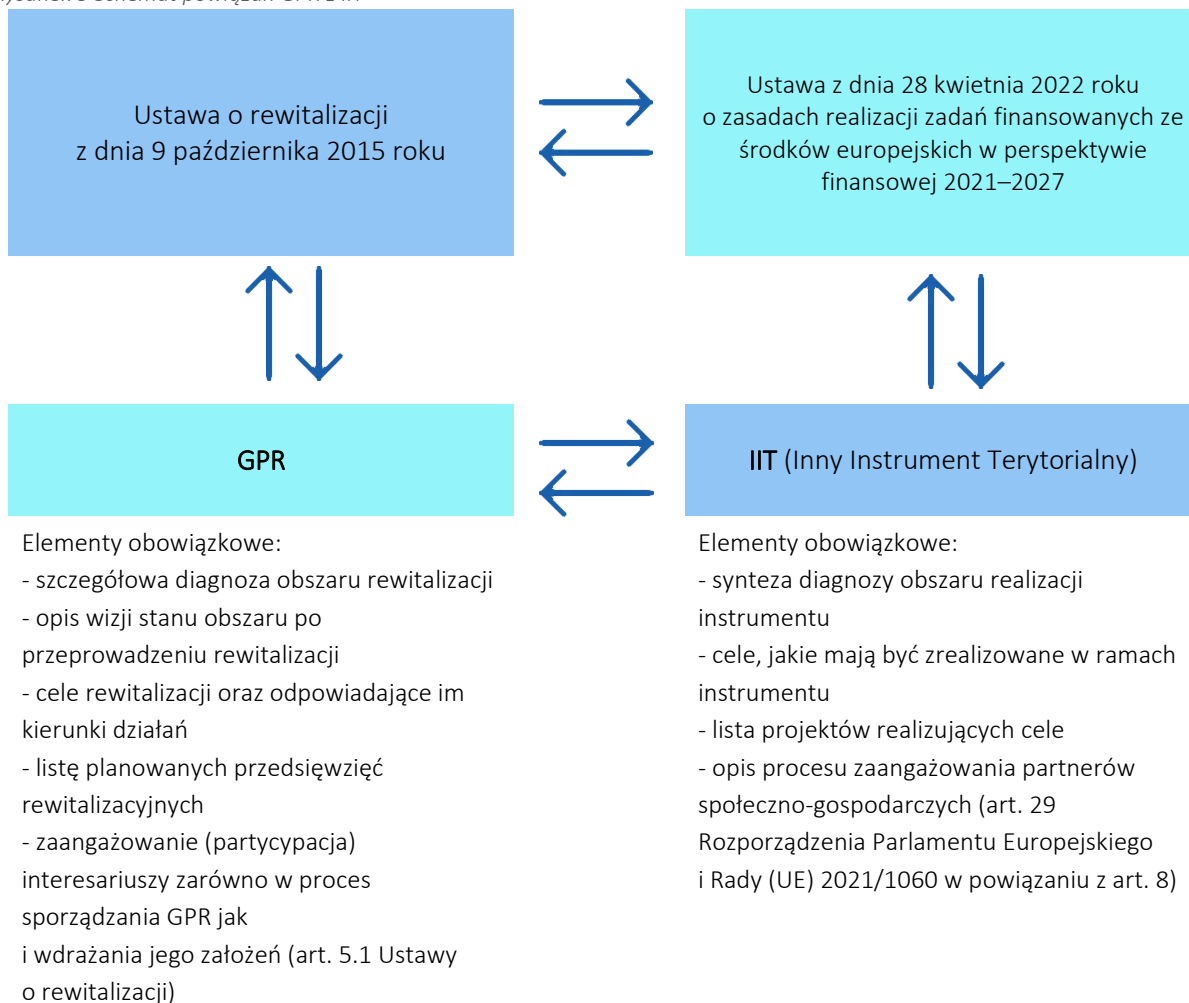 schemat powiązań GPR z IIT
Ustawa o rewitalizacji
z dnia 9 października 2015 roku
Ustawa z dnia 28 kwietnia 2022 roku
o zasadach realizacji zadań finansowanych ze
środków europejskich w perspektywie
finansowej 2021–2027
GPR
IIT (Inny Instrument Terytorialny)
Elementy obowiązkowe:
- szczegółowa diagnoza obszaru rewitalizacji
- opis wizji stanu obszaru po
przeprowadzeniu rewitalizacji
- cele rewitalizacji oraz odpowiadające im
kierunki działań
- listę planowanych przedsięwzięć
rewitalizacyjnych
- zaangażowanie (partycypacja)
interesariuszy zarówno w proces
sporządzania GPR jak
i wdrażania jego założeń (art. 5.1 Ustawy
o rewitalizacji)
Elementy obowiązkowe:
- synteza diagnozy obszaru realizacji
instrumentu
- cele, jakie mają być zrealizowane w ramach
instrumentu
- lista projektów realizujących cele
- opis procesu zaangażowania partnerów
społeczno-gospodarczych (art. 29
Rozporządzenia Parlamentu Europejskiego
i Rady (UE) 2021/1060 w powiązaniu z art. 8)